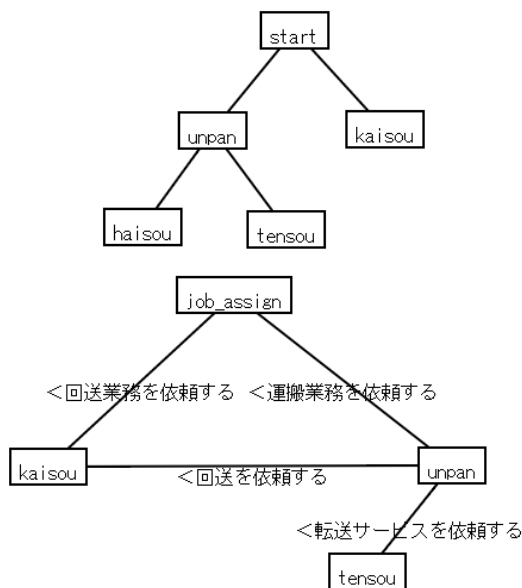 start
unpan
kaisou
haisou
tensou
job_assign
＜回送業務を依頼する
＜運搬業務を依頼する
kaisou
＜回送を依頼する
unpan
＜転送サービスを依頼する
tensou